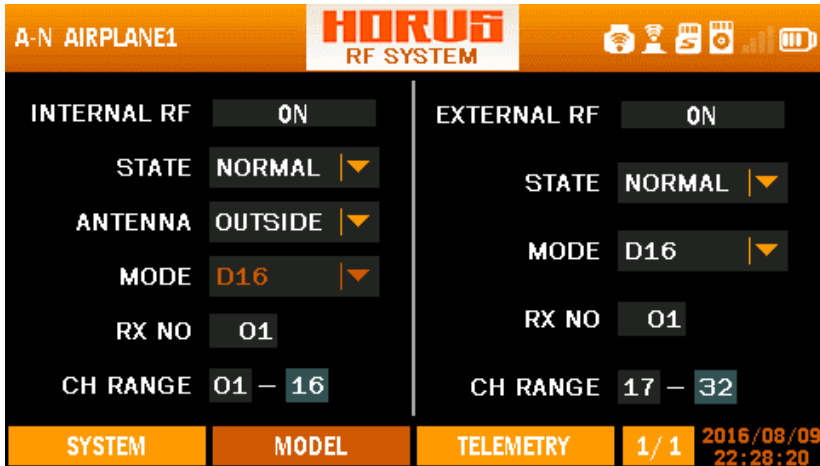 A-N AIRPLANE1
HORUS
RF SYSTEM
INTERNAL RF ON
STATE NORMAL
ANTENNA OUTSIDE
MODE D16
RX NO 01
CH RANGE 01 - 16
EXTERNAL RF ON
STATE NORMAL
MODE D16
RX NO 01
CH RANGE 17 - 32
SYSTEM MODEL TELEMETRY 1/1 2016/08/09
22:28:20